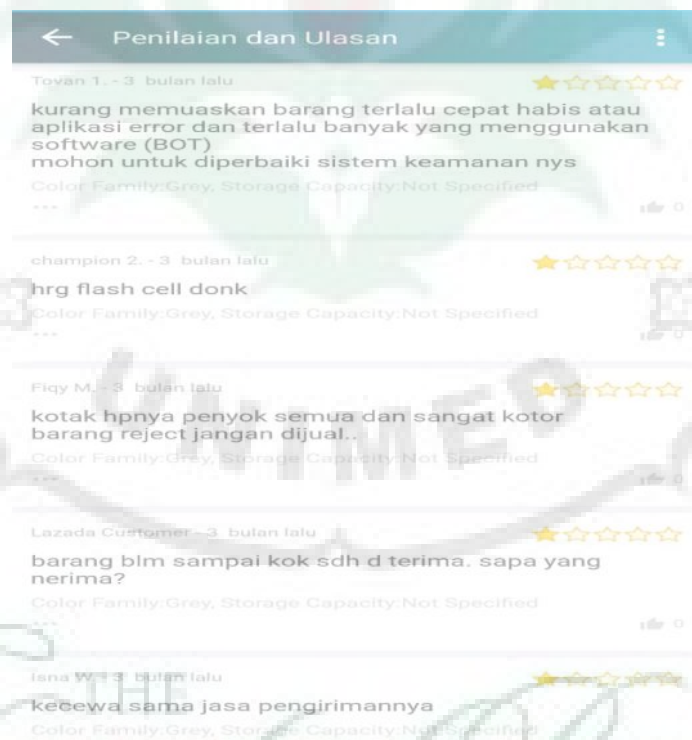 Penilaian dan Ulasan
Tovan 1. - 3 bulan lalu
kurang memuaskan barang terlalu cepat habis atau
aplikasi error dan terlalu banyak yang menggunakan
software (BOT)
mohon untuk diperbaiki sistem keamanan nys
Color Family:Grey, Storage Capacity:Not Specified
0
champion 2. - 3 bulan lalu
hrg flash cell donk
Color Family:Grey, Storage Capacity:Not Specified
0
Fiqy M. - 3 bulan lalu
kotak hpnya penyok semua dan sangat kotor
barang reject jangan dijual..
Color Family:Grey, Storage Capacity:Not Specified
0
UNIMED
Lazada Customer - 3 bulan lalu
barang blm sampai kok sdh d terima. sapa yang
nerima?
Color Family:Grey, Storage Capacity:Not Specified
0
Isna W. - 3 bulan lalu
THE
kecewa sama jasa pengirimannya
Color Family:Grey, Storage Capacity:Not Specified